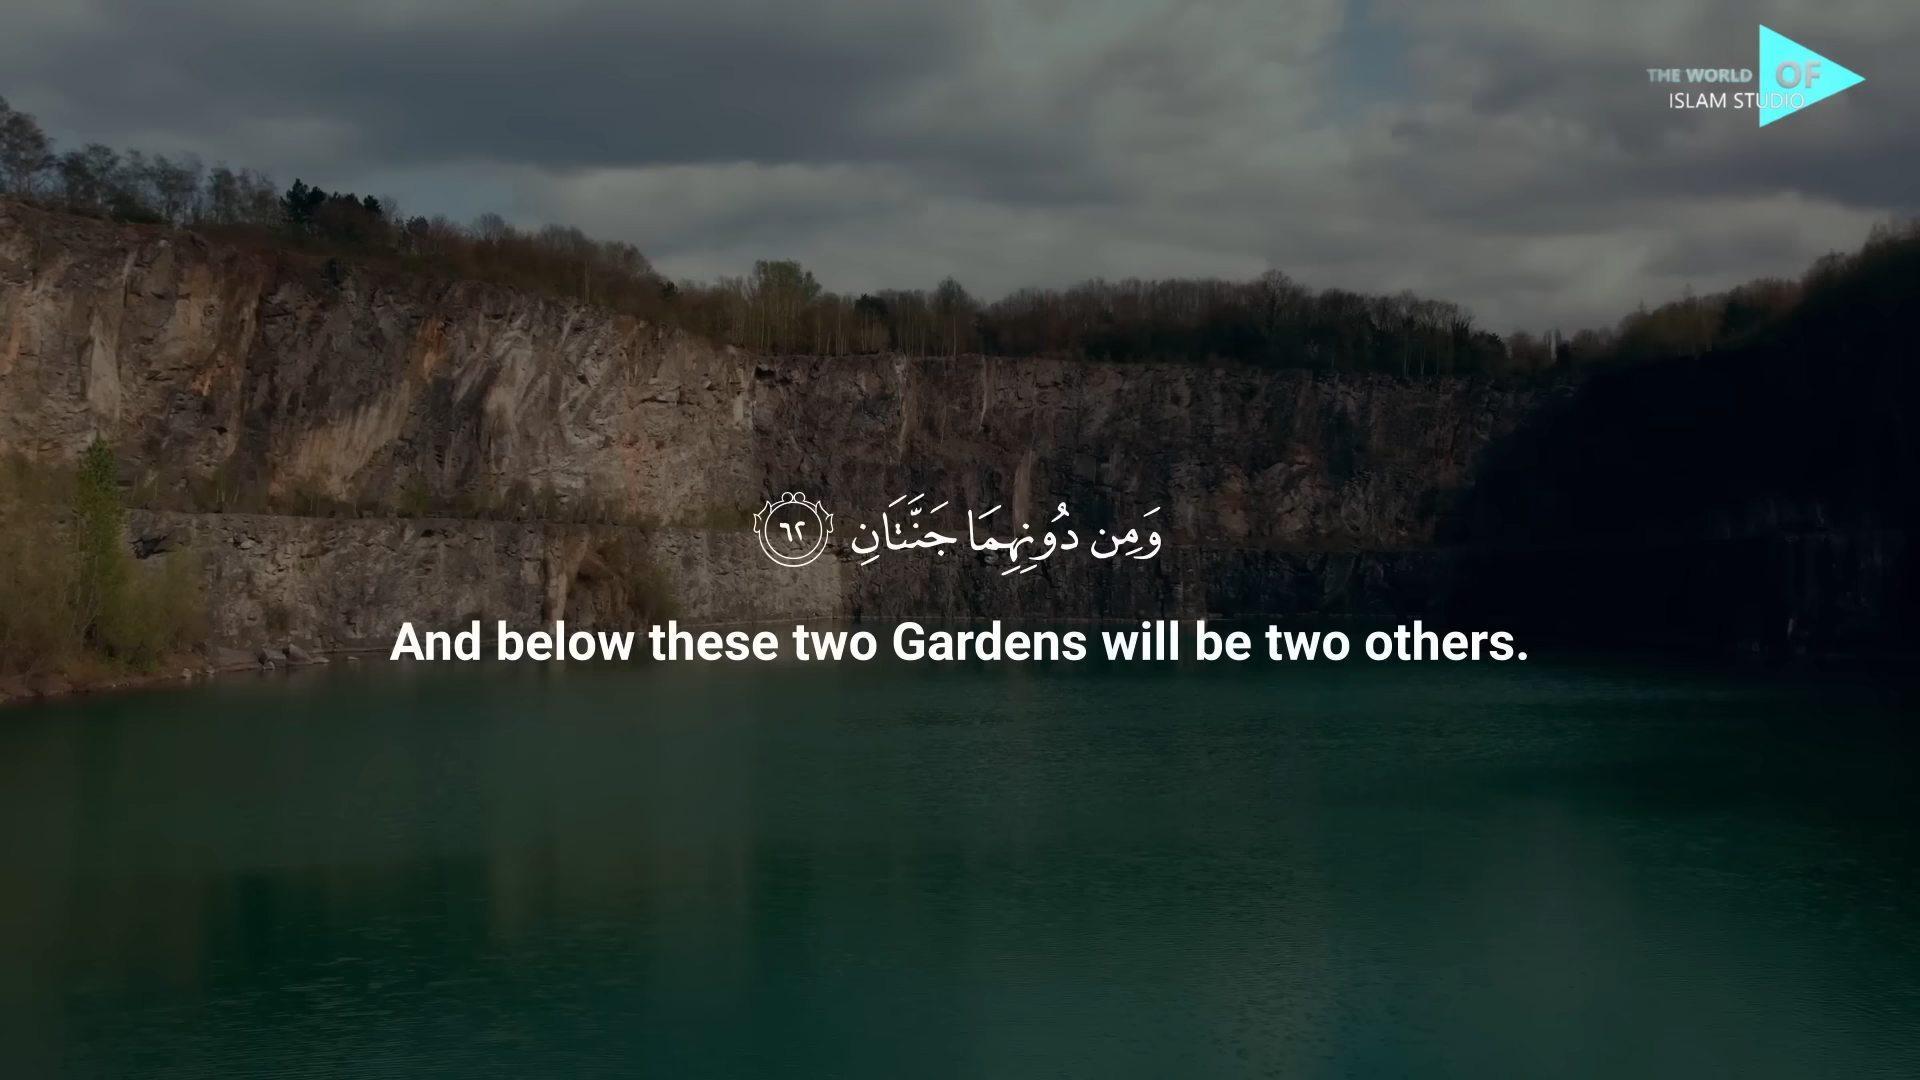 THE WORLD OF
ISLAM STUDIO
وَمِن دُونِهِمَا جَنَّتَانِ ٦٢
And below these two Gardens will be two others.